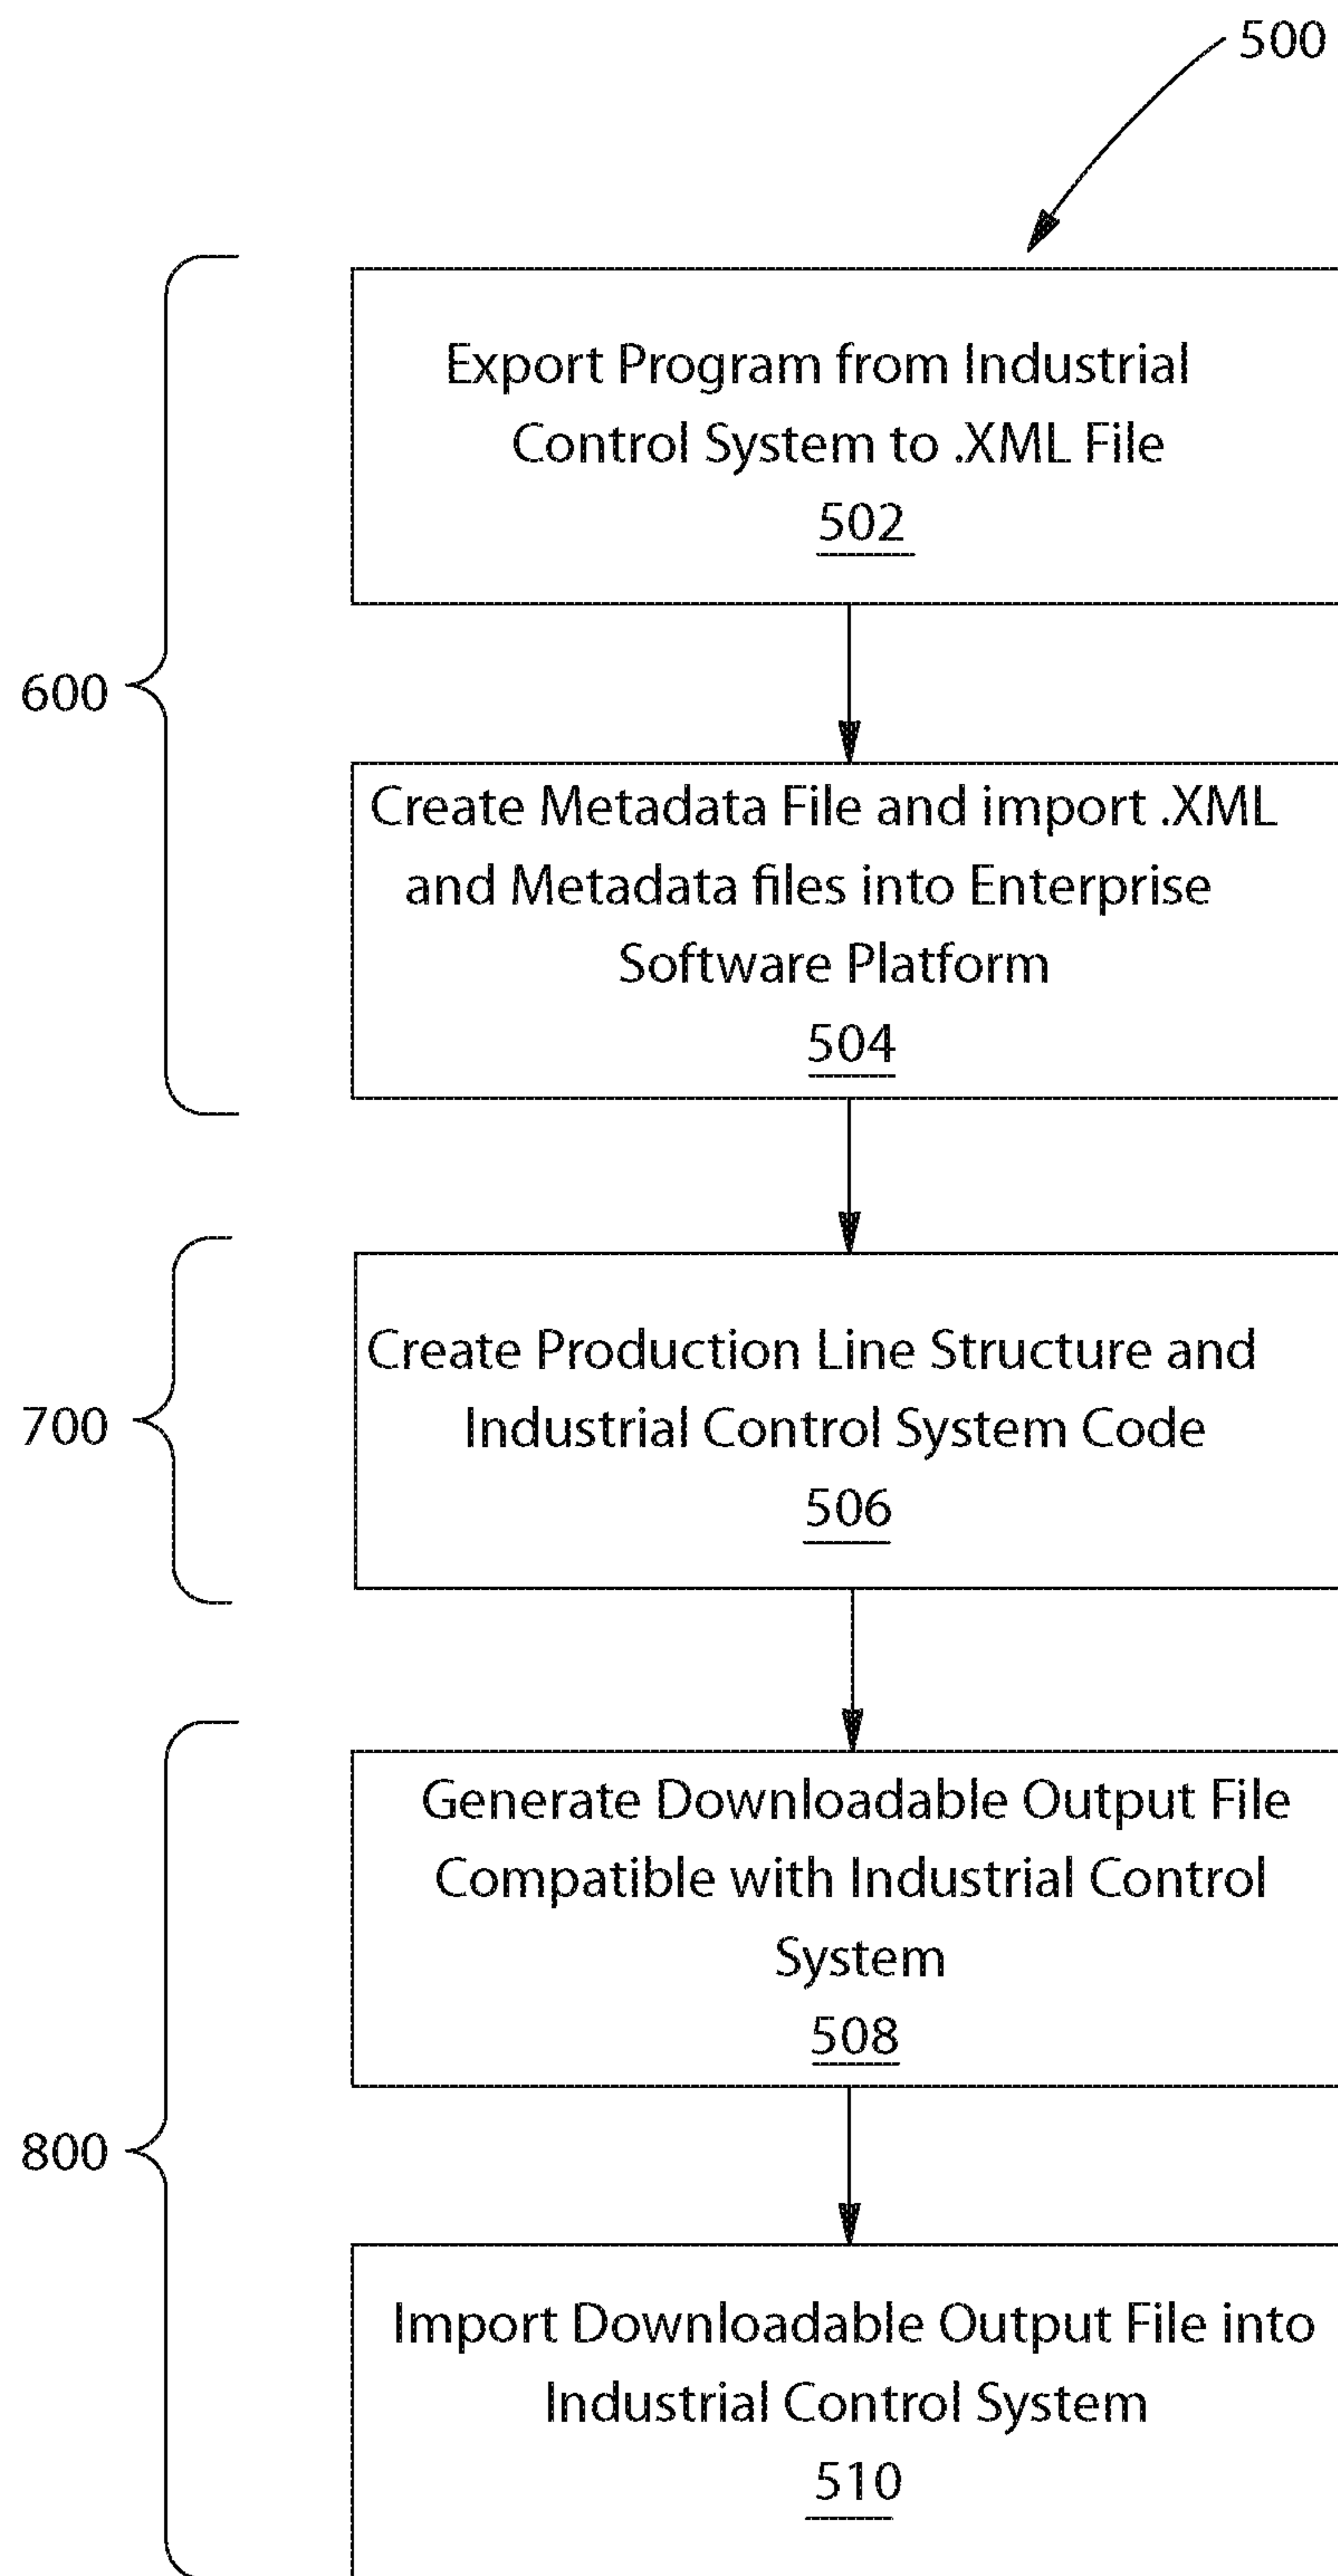 500
Export Program from Industrial
Control System to .XML File
502
600
Create Metadata File and import .XML
and Metadata files into Enterprise
Software Platform
504
Create Production Line Structure and
700
Industrial Control System Code
506
Generate Downloadable Output File
Compatible with Industrial Control
System
508
800
Import Downloadable Output File into
Industrial Control System
510